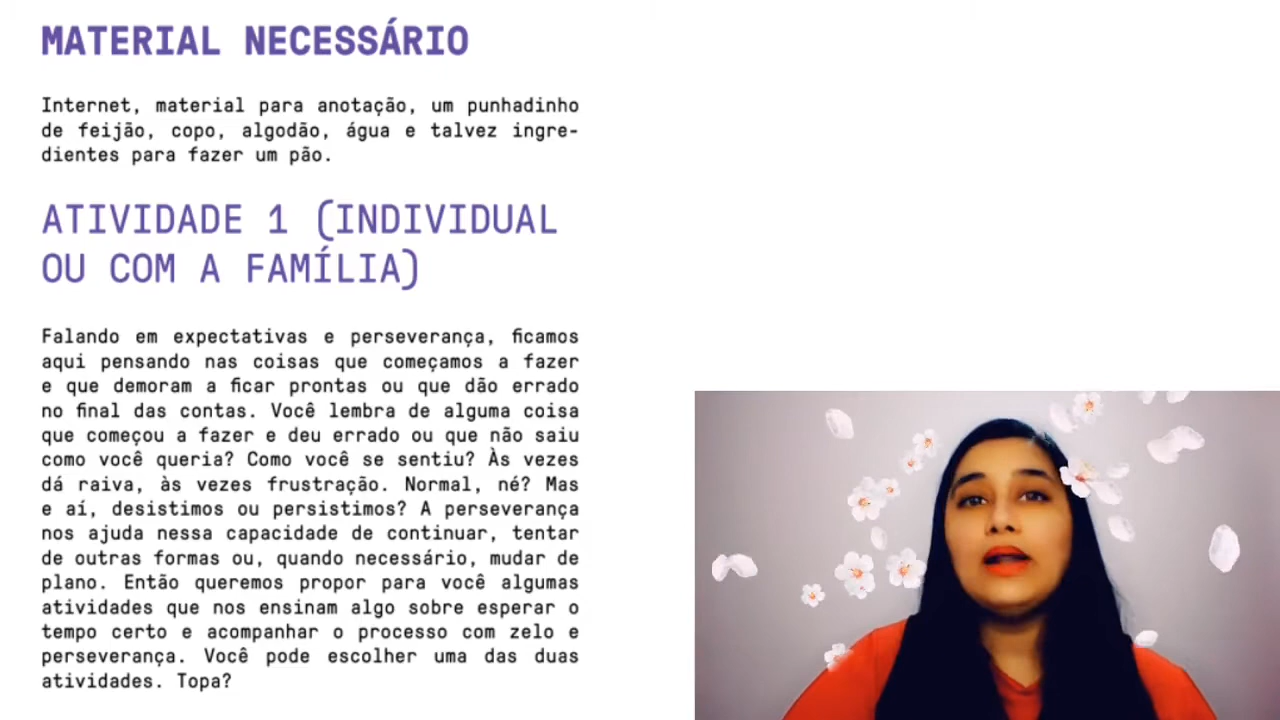 MATERIAL NECESSÁRIO
Internet, material para anotação, um punhadinho
de feijão, copo, algodão, água e talvez ingre-
dientes para fazer um pão.
ATIVIDADE 1 (INDIVIDUAL
OU COM A FAMÍLIA)
Falando em expectativas e perseverança, ficamos
aqui pensando nas coisas que começamos a fazer
e que demoram a ficar prontas ou que dão errado
no final das contas. Você lembra de alguma coisa
que começou a fazer e deu errado ou que não saiu
como você queria? Como você se sentiu? Às vezes
dá raiva, às vezes frustração. Normal, né? Mas
e aí, desistimos ou persistimos? A perseverança
nos ajuda nessa capacidade de continuar, tentar
de outras formas ou, quando necessário, mudar de
plano. Então queremos propor para você algumas
atividades que nos ensinam algo sobre esperar o
tempo certo e acompanhar o processo com zelo e
perseverança. Você pode escolher uma das duas
atividades. Topa?